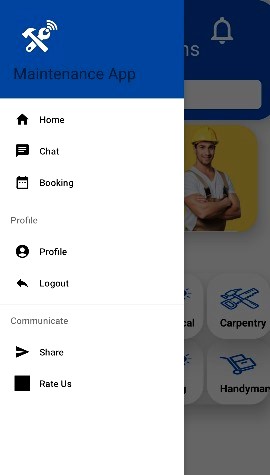 Maintenance App
ns
Home
Chat
Booking
Profile
Profile
Logout
Communicate
Share
Rate Us
cal
Carpentry
g
Handyman